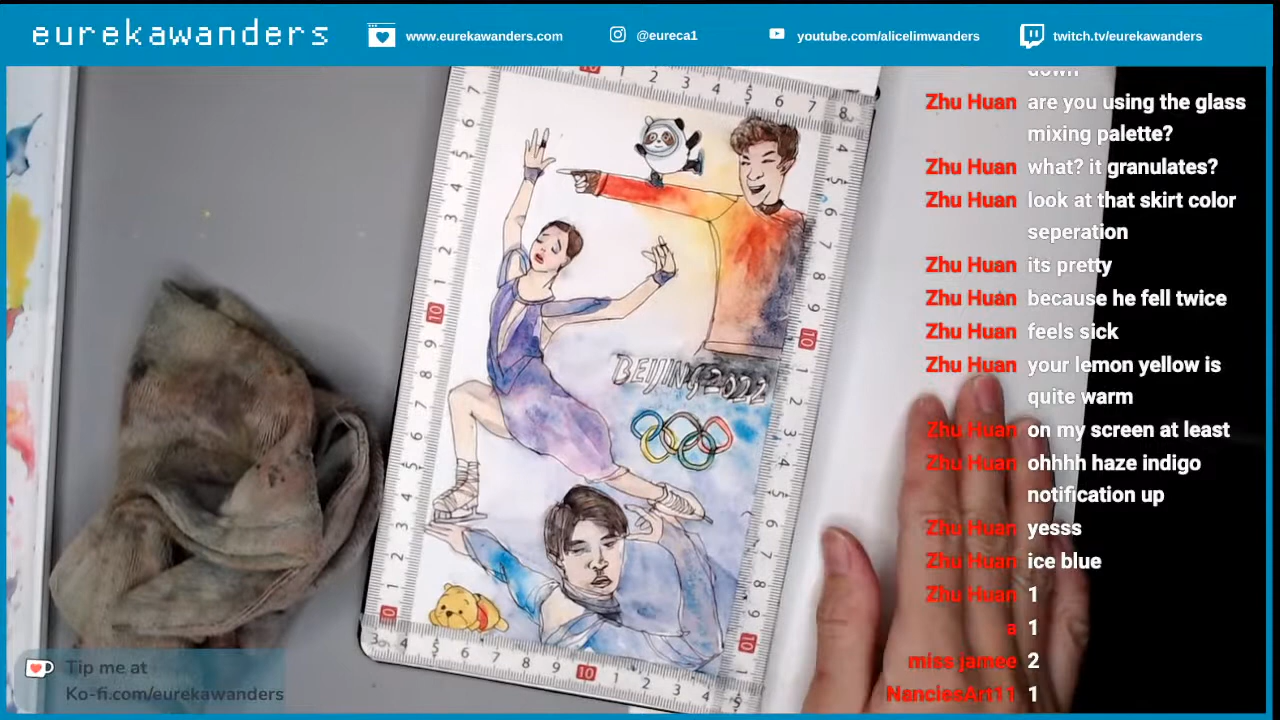 eurekawanders
www.eurekawanders.com
@eureca1
youtube.com/alicelimwanders
twitch.tv/eurekawanders
down
Zhu Huan are you using the glass
mixing palette?
Zhu Huan what? it granulates?
Zhu Huan look at that skirt color
seperation
Zhu Huan its pretty
Zhu Huan because he fell twice
Zhu Huan feels sick
Zhu Huan your lemon yellow is
quite warm
Zhu Huan on my screen at least
Zhu Huan ohhhh haze indigo
notification up
Zhu Huan yesss
Zhu Huan ice blue
Zhu Huan 1
a 1
miss jamee 2
NanciesArt11 1
BEIJING 2022
Tip me at
Ko-fi.com/eurekawanders